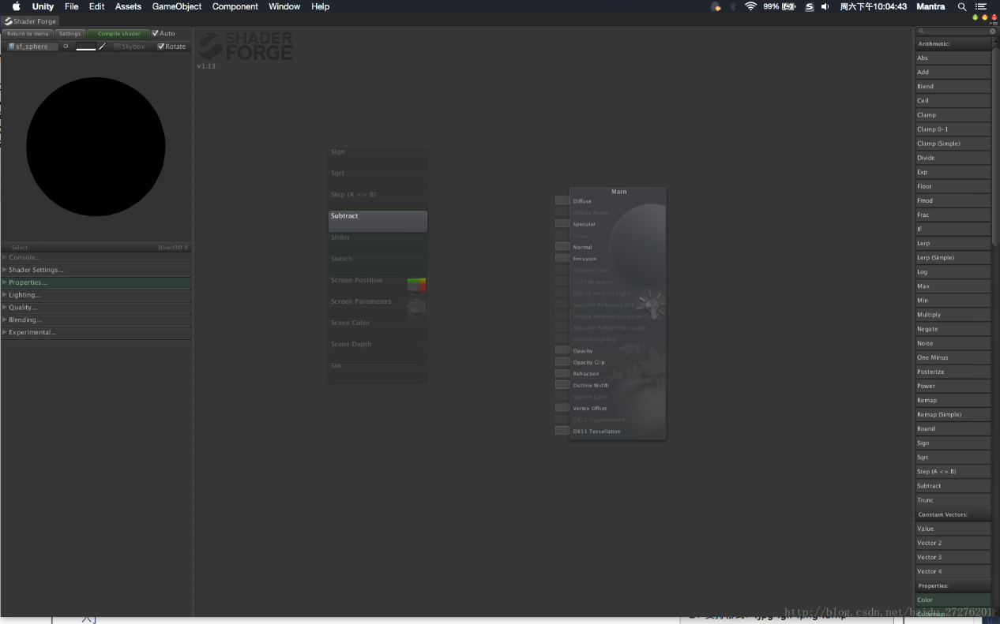 Unity File Edit Assets GameObject Component Window Help
99% 周六下午10:04:43 Mantra
Shader Forge
Return to menu Settings Compile shader Auto
sf_sphere Skybox Rotate
SHADER
FORGE
v1.13
Select Direct3D 9
Console...
Shader Settings...
Properties...
Lighting...
Quality...
Blending...
Experimental...
Sign
Sqrt
Step (A <= B)
Subtract
Slider
Switch
Screen Position
Screen Parameters
Scene Color
Scene Depth
Sin
Main
Diffuse
Diffuse Power
Specular
Gloss
Normal
Emission
Transmission
Light Wrapping
Diffuse Ambient Light
Specular Ambient Light
Diffuse Ambient Occlusion
Specular Ambient Occlusion
Custom Lighting
Opacity
Opacity Clip
Refraction
Outline Width
Outline Color
Vertex Offset
DX11 Displacement
DX11 Tessellation
Arithmetic:
Abs
Add
Blend
Ceil
Clamp
Clamp 0-1
Clamp (Simple)
Divide
Exp
Floor
Fmod
Frac
If
Lerp
Lerp (Simple)
Log
Max
Min
Multiply
Negate
Noise
One Minus
Posterize
Power
Remap
Remap (Simple)
Round
Sign
Sqrt
Step (A <= B)
Subtract
Trunc
Constant Vectors:
Value
Vector 2
Vector 3
Vector 4
Properties:
Color
Cubemap
http://blog.csdn.net/baidu_27276201